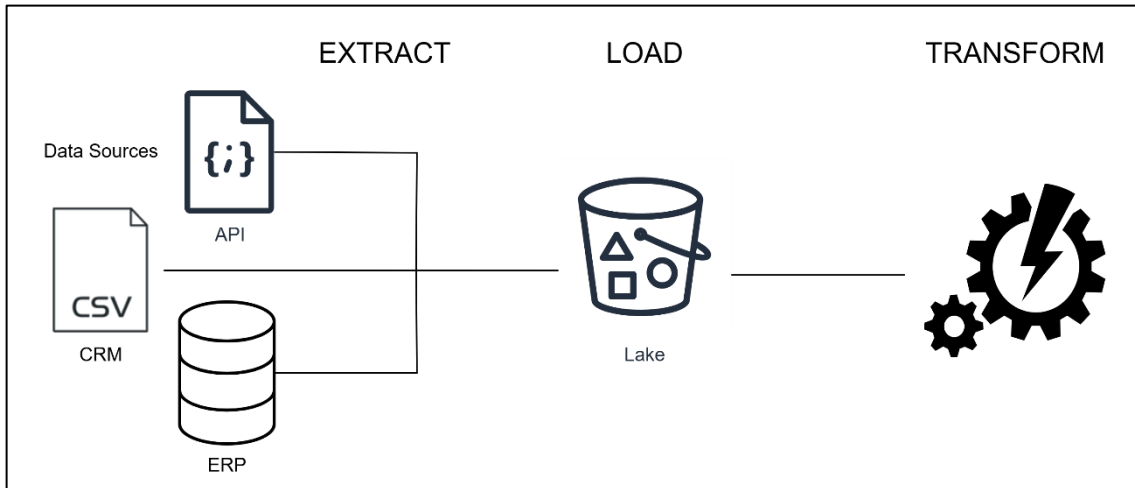 EXTRACT
LOAD
TRANSFORM
Data Sources
{;}
API
CSV
CRM
Lake
ERP